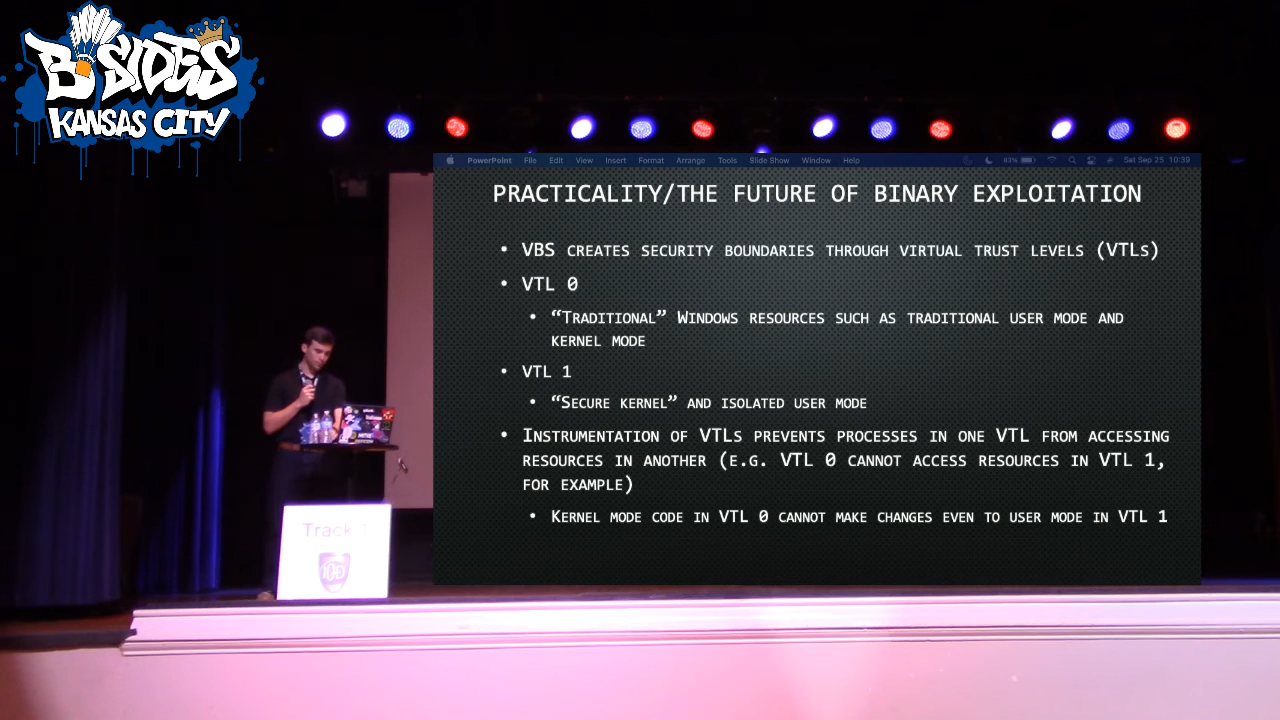 B·SIDES
KANSAS CITY
PowerPoint File Edit View Insert Format Arrange Tools Slide Show Window Help 83% Sat Sep 25 10:39
PRACTICALITY/THE FUTURE OF BINARY EXPLOITATION
• VBS CREATES SECURITY BOUNDARIES THROUGH VIRTUAL TRUST LEVELS (VTLS)
• VTL 0
• “TRADITIONAL” WINDOWS RESOURCES SUCH AS TRADITIONAL USER MODE AND
KERNEL MODE
• VTL 1
• “SECURE KERNEL” AND ISOLATED USER MODE
• INSTRUMENTATION OF VTLS PREVENTS PROCESSES IN ONE VTL FROM ACCESSING
RESOURCES IN ANOTHER (E.G. VTL 0 CANNOT ACCESS RESOURCES IN VTL 1,
FOR EXAMPLE)
• KERNEL MODE CODE IN VTL 0 CANNOT MAKE CHANGES EVEN TO USER MODE IN VTL 1
Track